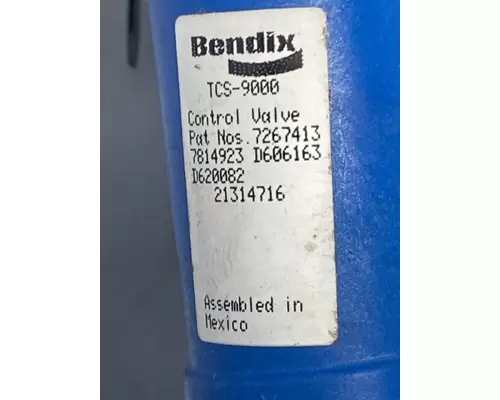 Bendix
TCS-9000
Control Valve
Pat Nos. 7267413
7814923 D606163
D620082
21314716
Assembled in
Mexico